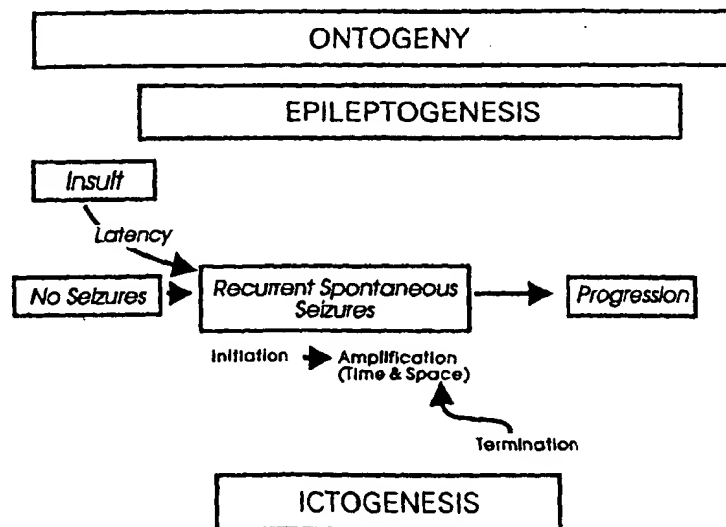 ONTOGENY
EPILEPTOGENESIS
Insult
Latency
No Seizures
Recurrent Spontaneous
Seizures
Progression
Initiation
Amplification
(Time & Space)
Termination
ICTOGENESIS